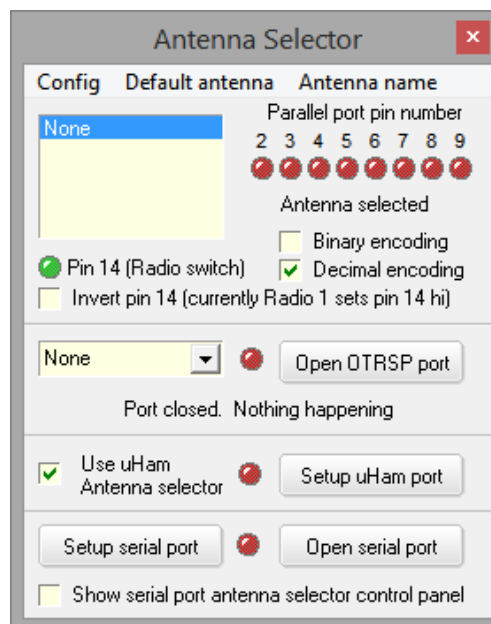 Antenna Selector
Config Default antenna Antenna name
Parallel port pin number
None
2 3 4 5 6 7 8 9
Antenna selected
Binary encoding
Pin 14 (Radio switch)
Decimal encoding
Invert pin 14 (currently Radio 1 sets pin 14 hi)
None
Open OTRSP port
Port closed. Nothing happening
Use uHam
Antenna selector
Setup uHam port
Setup serial port
Open serial port
Show serial port antenna selector control panel